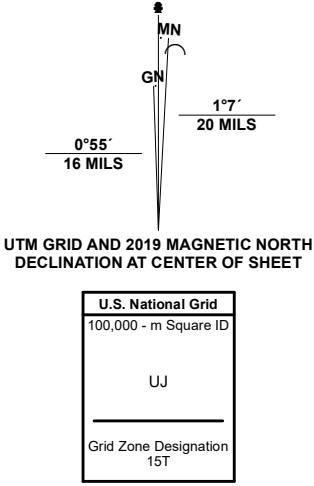 MN
GN
1°7´
20 MILS
0°55´
16 MILS
UTM GRID AND 2019 MAGNETIC NORTH
DECLINATION AT CENTER OF SHEET
U.S. National Grid
100,000 - m Square ID
UJ
Grid Zone Designation
15T